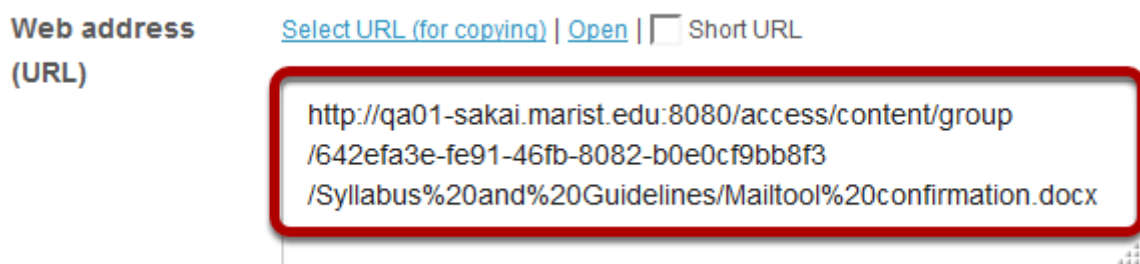 Web address Select URL (for copying) | Open | Short URL
(URL)
http://qa01-sakai.marist.edu:8080/access/content/group
/642efa3e-fe91-46fb-8082-b0e0cf9bb8f3
/Syllabus%20and%20Guidelines/Mailtool%20confirmation.docx